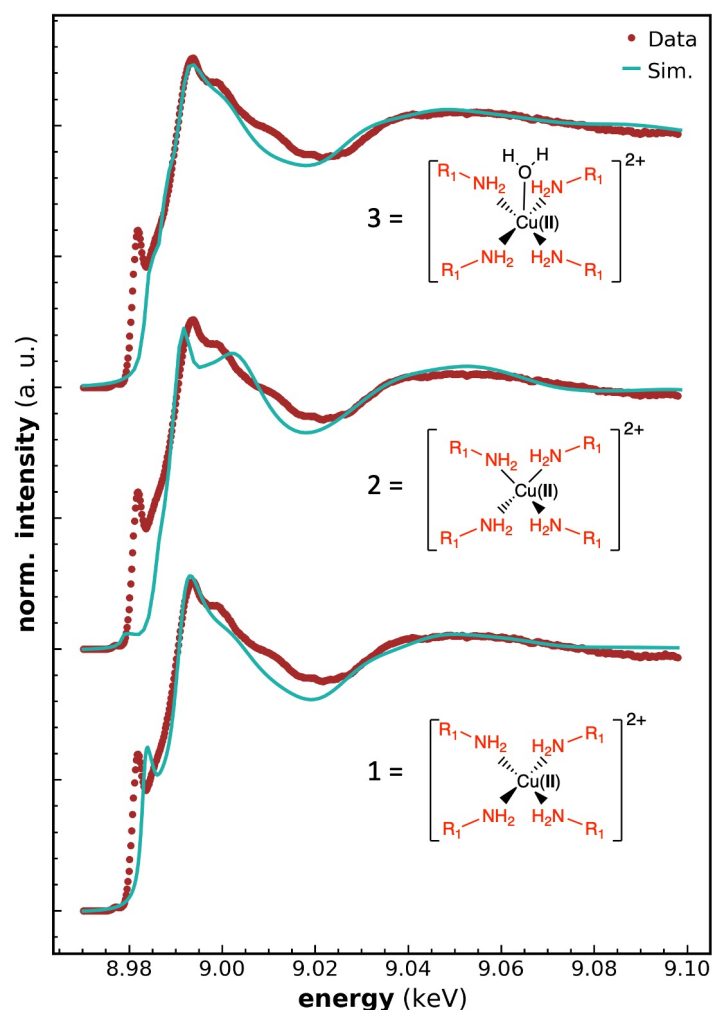 Data
Sim.
3 =
H H
O
R1 NH2 H2N R1
Cu(II)
R1 NH2 H2N R1
2+
2 =
R1 NH2 H2N R1
Cu(II)
R1 NH2 H2N R1
2+
1 =
R1 NH2 H2N R1
Cu(II)
R1 NH2 H2N R1
2+
norm. intensity (a. u.)
8.98 9.00 9.02 9.04 9.06 9.08 9.10
energy (keV)